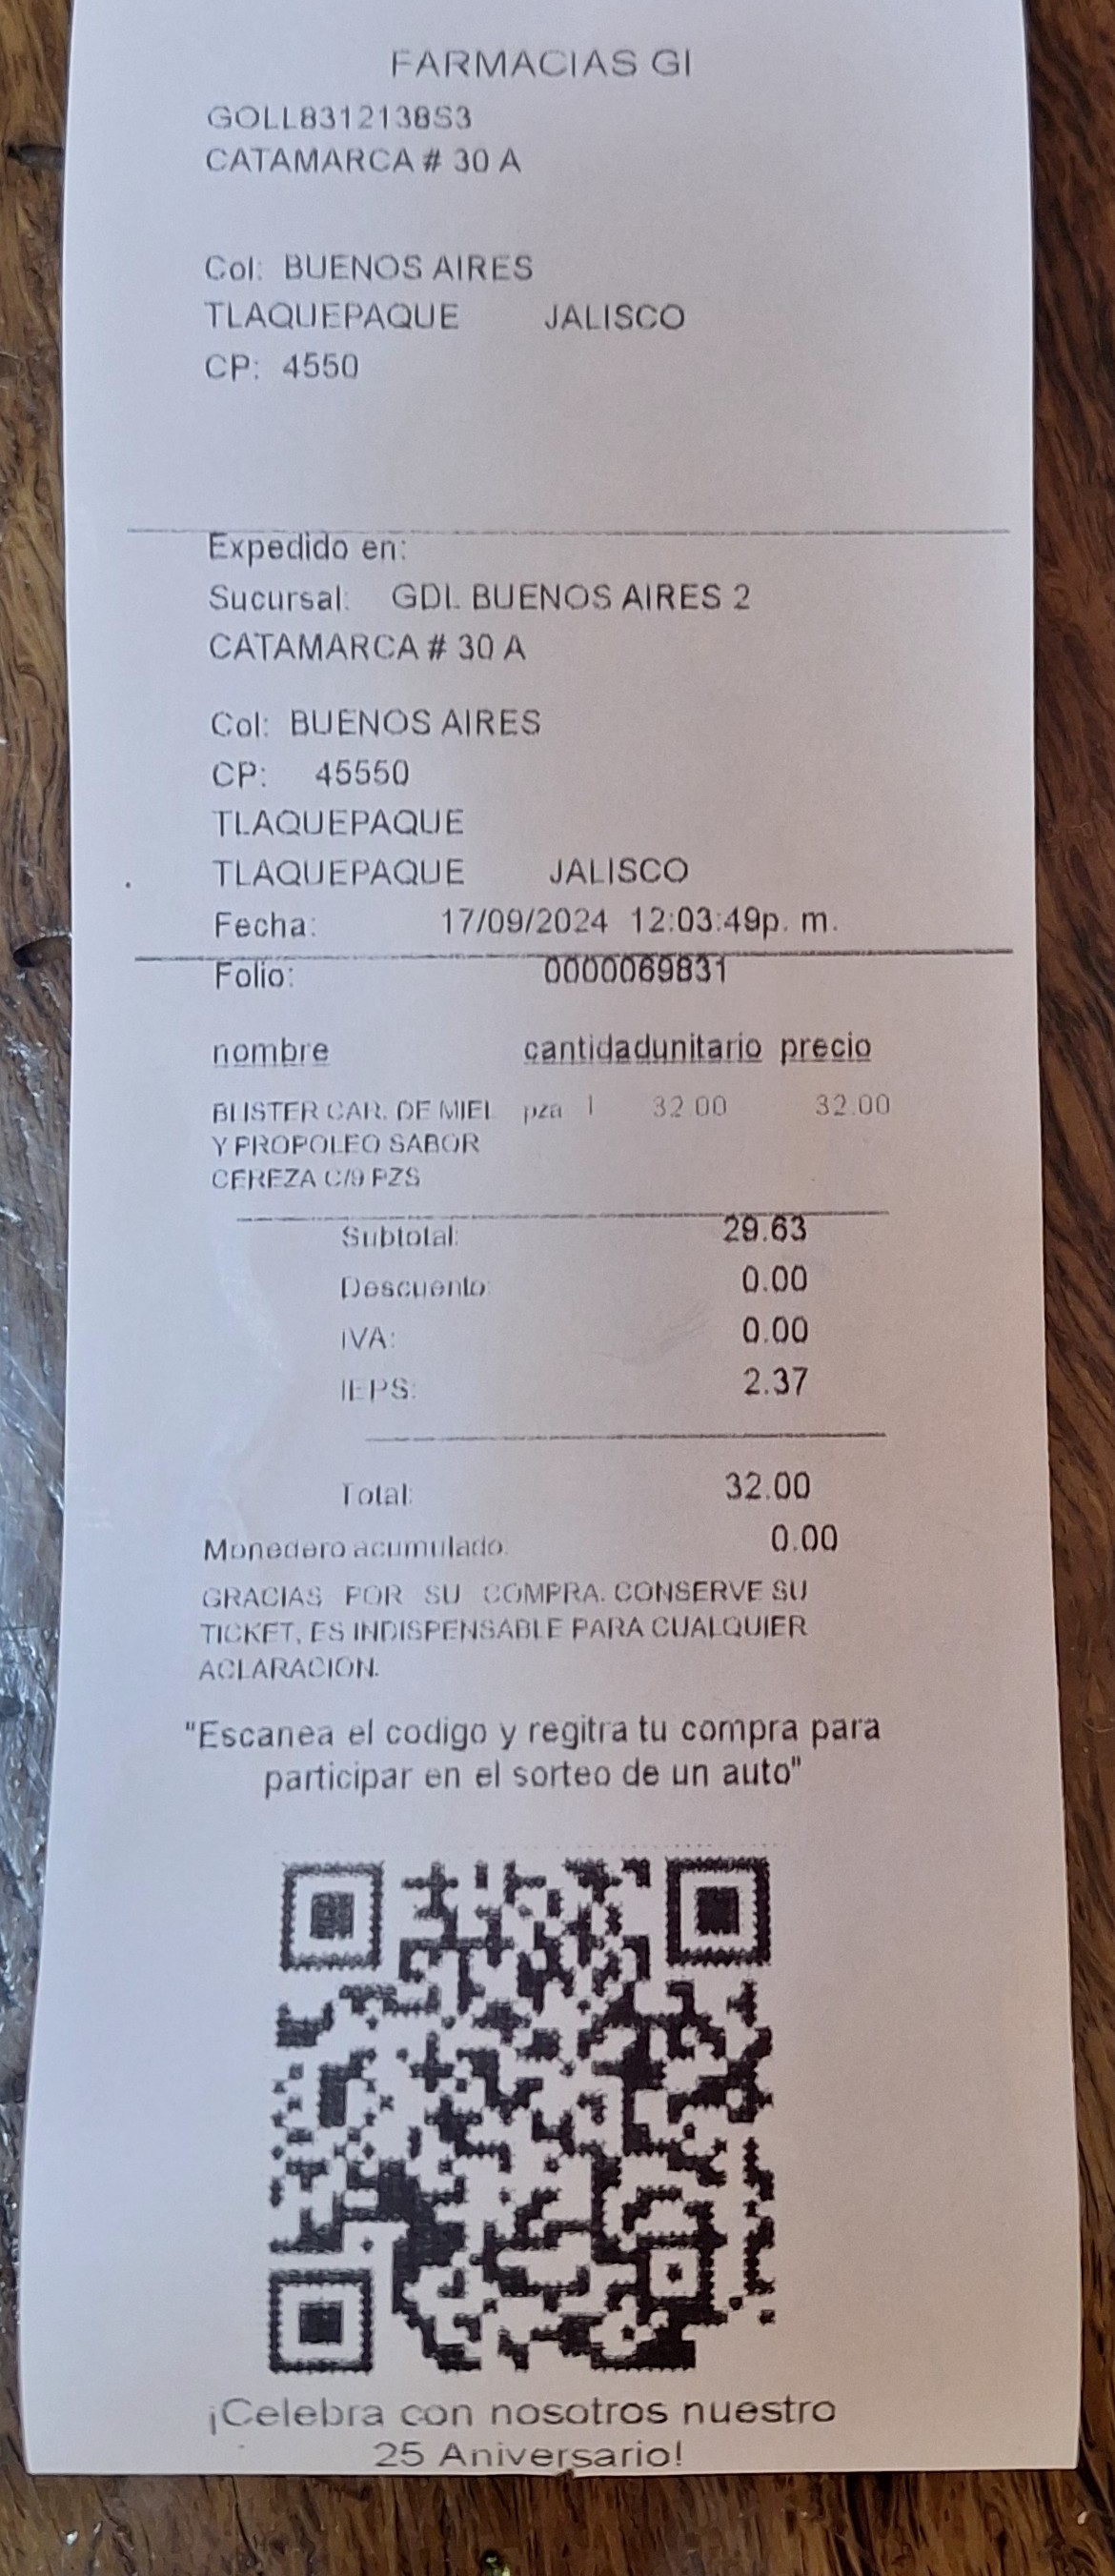 FARMACIAS GI
GOLL8312138S3
CATAMARCA # 30 A
Col: BUENOS AIRES
TLAQUEPAQUE JALISCO
CP: 4550
Expedido en:
Sucursal: GDL BUENOS AIRES 2
CATAMARCA # 30 A
Col: BUENOS AIRES
CP: 45550
TLAQUEPAQUE
TLAQUEPAQUE JALISCO
Fecha: 17/09/2024 12:03:49p. m.
Folio: 0000069831
nombre cantidadunitario precio
BLISTER CAR. DE MIEL pza 1 32.00 32.00
Y PROPOLEO SABOR
CEREZA C/9 PZS
Subtotal: 29.63
Descuento: 0.00
IVA: 0.00
IEPS: 2.37
Total: 32.00
Monedero acumulado: 0.00
GRACIAS POR SU COMPRA. CONSERVE SU
TICKET, ES INDISPENSABLE PARA CUALQUIER
ACLARACION.
"Escanea el codigo y regitra tu compra para
participar en el sorteo de un auto"
¡Celebra con nosotros nuestro
25 Aniversario!